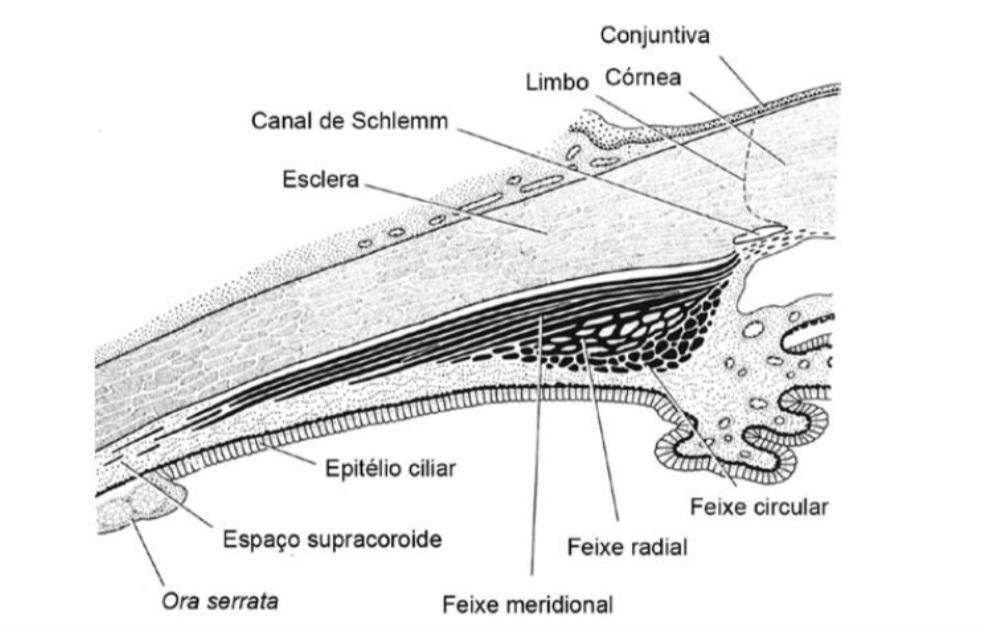 Conjuntiva
Limbo
Córnea
Canal de Schlemm
Esclera
Epitélio ciliar
Feixe circular
Espaço supracoroide
Feixe radial
Ora serrata
Feixe meridional